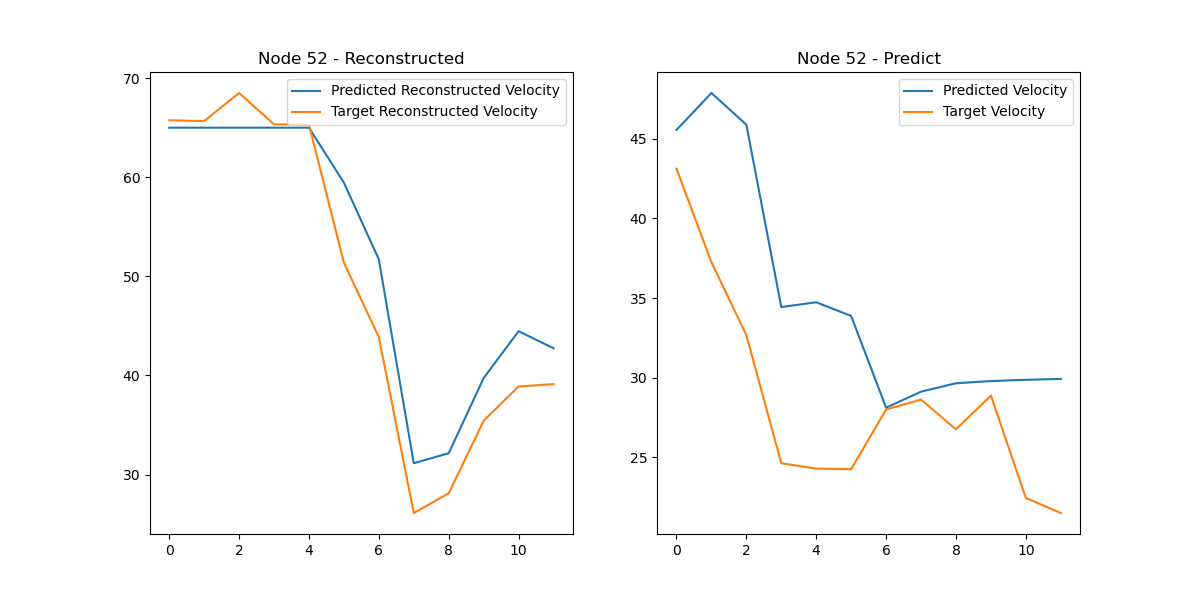 Node 52 - Reconstructed
Predicted Reconstructed Velocity
Target Reconstructed Velocity
70
60
50
40
30
0 2 4 6 8 10
Node 52 - Predict
Predicted Velocity
Target Velocity
45
40
35
30
25
0 2 4 6 8 10